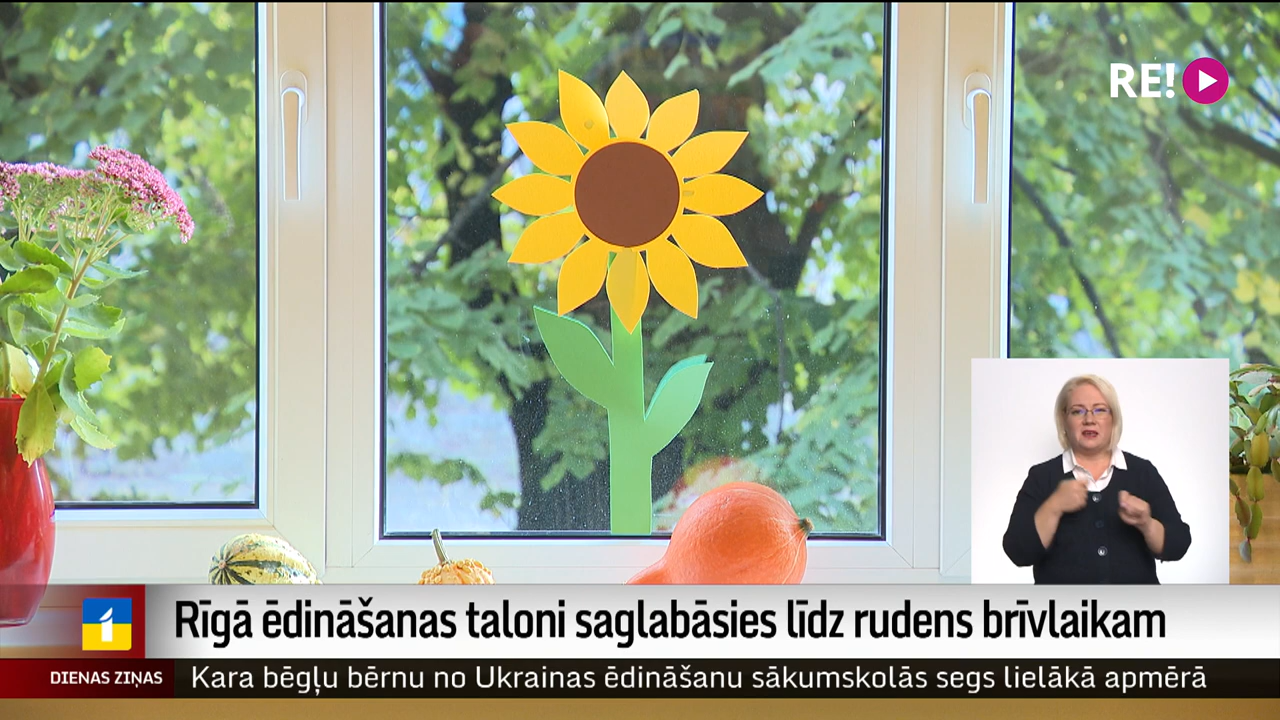 RE!
1
Rīgā ēdināšanas taloni saglabāsies līdz rudens brīvlaikam
DIENAS ZIŅAS
Kara bēgļu bērnu no Ukrainas ēdināšanu sākumskolās segs lielākā apmērā